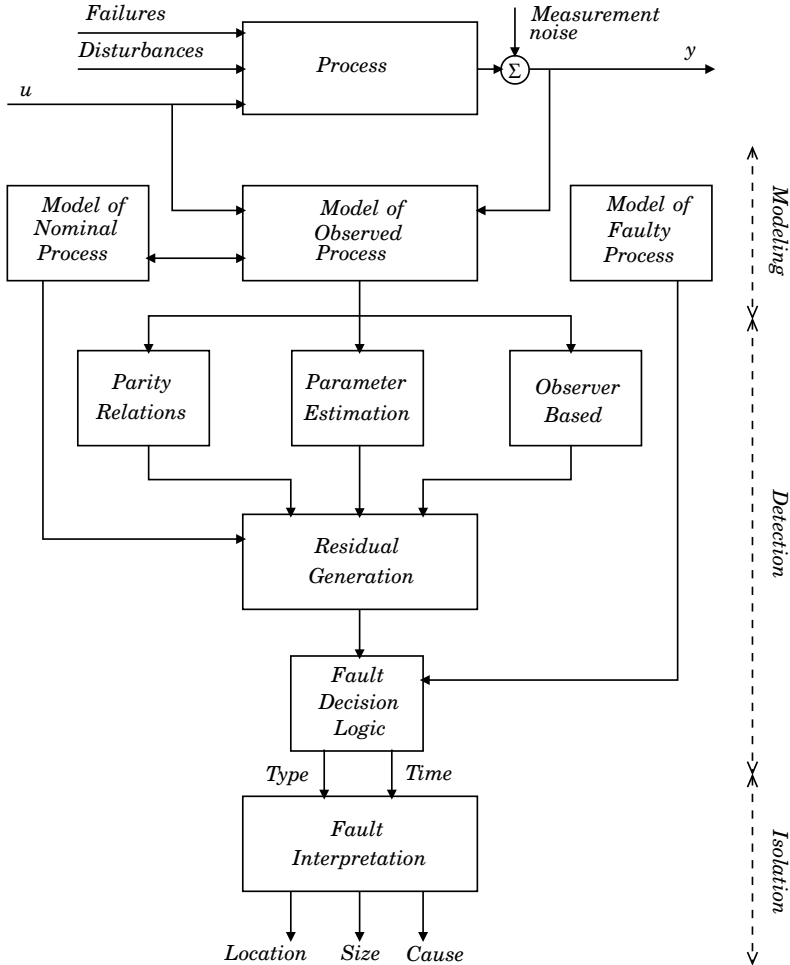 Failures
Disturbances
u
Process
Measurement
noise
Σ
y
Model of
Nominal
Process
Model of
Observed
Process
Model of
Faulty
Process
Modeling
Parity
Relations
Parameter
Estimation
Observer
Based
Detection
Residual
Generation
Fault
Decision
Logic
Type
Time
Fault
Interpretation
Isolation
Location
Size
Cause